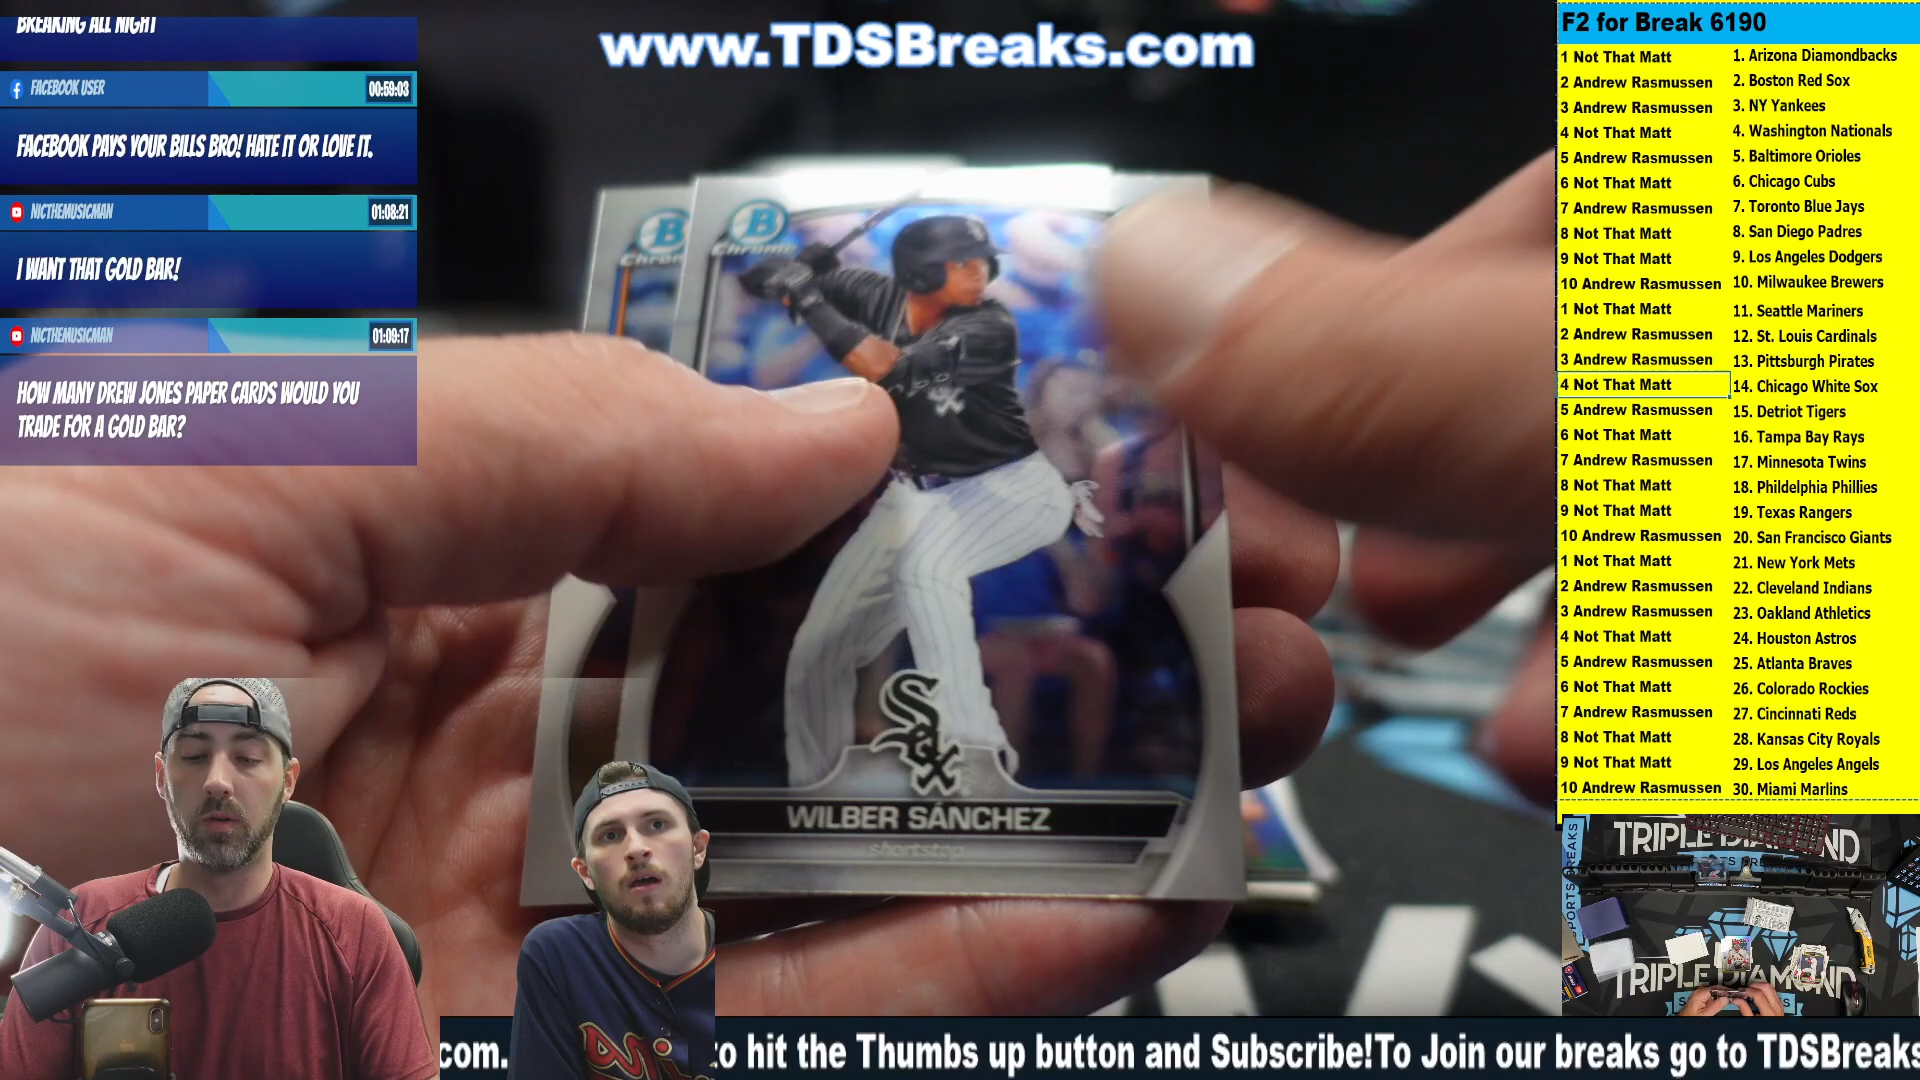 BREAKING ALL NIGHT
FACEBOOK USER
00:59:03
FACEBOOK PAYS YOUR BILLS BRO! HATE IT OR LOVE IT.
NICTHEMUSICMAN
01:08:21
I WANT THAT GOLD BAR!
NICTHEMUSICMAN
01:09:17
HOW MANY DREW JONES PAPER CARDS WOULD YOU
TRADE FOR A GOLD BAR?
www.TDSBreaks.com
B
Chrome
B
Chrome
Sox
WILBER SÁNCHEZ
shortstop
F2 for Break 6190
1 Not That Matt 1. Arizona Diamondbacks
2 Andrew Rasmussen 2. Boston Red Sox
3 Andrew Rasmussen 3. NY Yankees
4 Not That Matt 4. Washington Nationals
5 Andrew Rasmussen 5. Baltimore Orioles
6 Not That Matt 6. Chicago Cubs
7 Andrew Rasmussen 7. Toronto Blue Jays
8 Not That Matt 8. San Diego Padres
9 Not That Matt 9. Los Angeles Dodgers
10 Andrew Rasmussen 10. Milwaukee Brewers
1 Not That Matt 11. Seattle Mariners
2 Andrew Rasmussen 12. St. Louis Cardinals
3 Andrew Rasmussen 13. Pittsburgh Pirates
4 Not That Matt 14. Chicago White Sox
5 Andrew Rasmussen 15. Detriot Tigers
6 Not That Matt 16. Tampa Bay Rays
7 Andrew Rasmussen 17. Minnesota Twins
8 Not That Matt 18. Phildelphia Phillies
9 Not That Matt 19. Texas Rangers
10 Andrew Rasmussen 20. San Francisco Giants
1 Not That Matt 21. New York Mets
2 Andrew Rasmussen 22. Cleveland Indians
3 Andrew Rasmussen 23. Oakland Athletics
4 Not That Matt 24. Houston Astros
5 Andrew Rasmussen 25. Atlanta Braves
6 Not That Matt 26. Colorado Rockies
7 Andrew Rasmussen 27. Cincinnati Reds
8 Not That Matt 28. Kansas City Royals
9 Not That Matt 29. Los Angeles Angels
10 Andrew Rasmussen 30. Miami Marlins
TRIPLE DIAMOND
SPORTS BREAKS
TRIPLE DIAMOND
com. to hit the Thumbs up button and Subscribe!To Join our breaks go to TDSBreaks